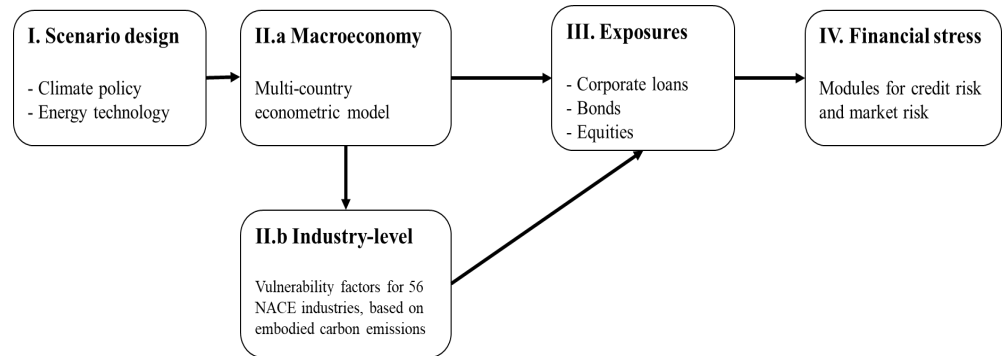 I. Scenario design
- Climate policy
- Energy technology
II.a Macroeconomy
Multi-country
econometric model
II.b Industry-level
Vulnerability factors for 56
NACE industries, based on
embodied carbon emissions
III. Exposures
- Corporate loans
- Bonds
- Equities
IV. Financial stress
Modules for credit risk
and market risk